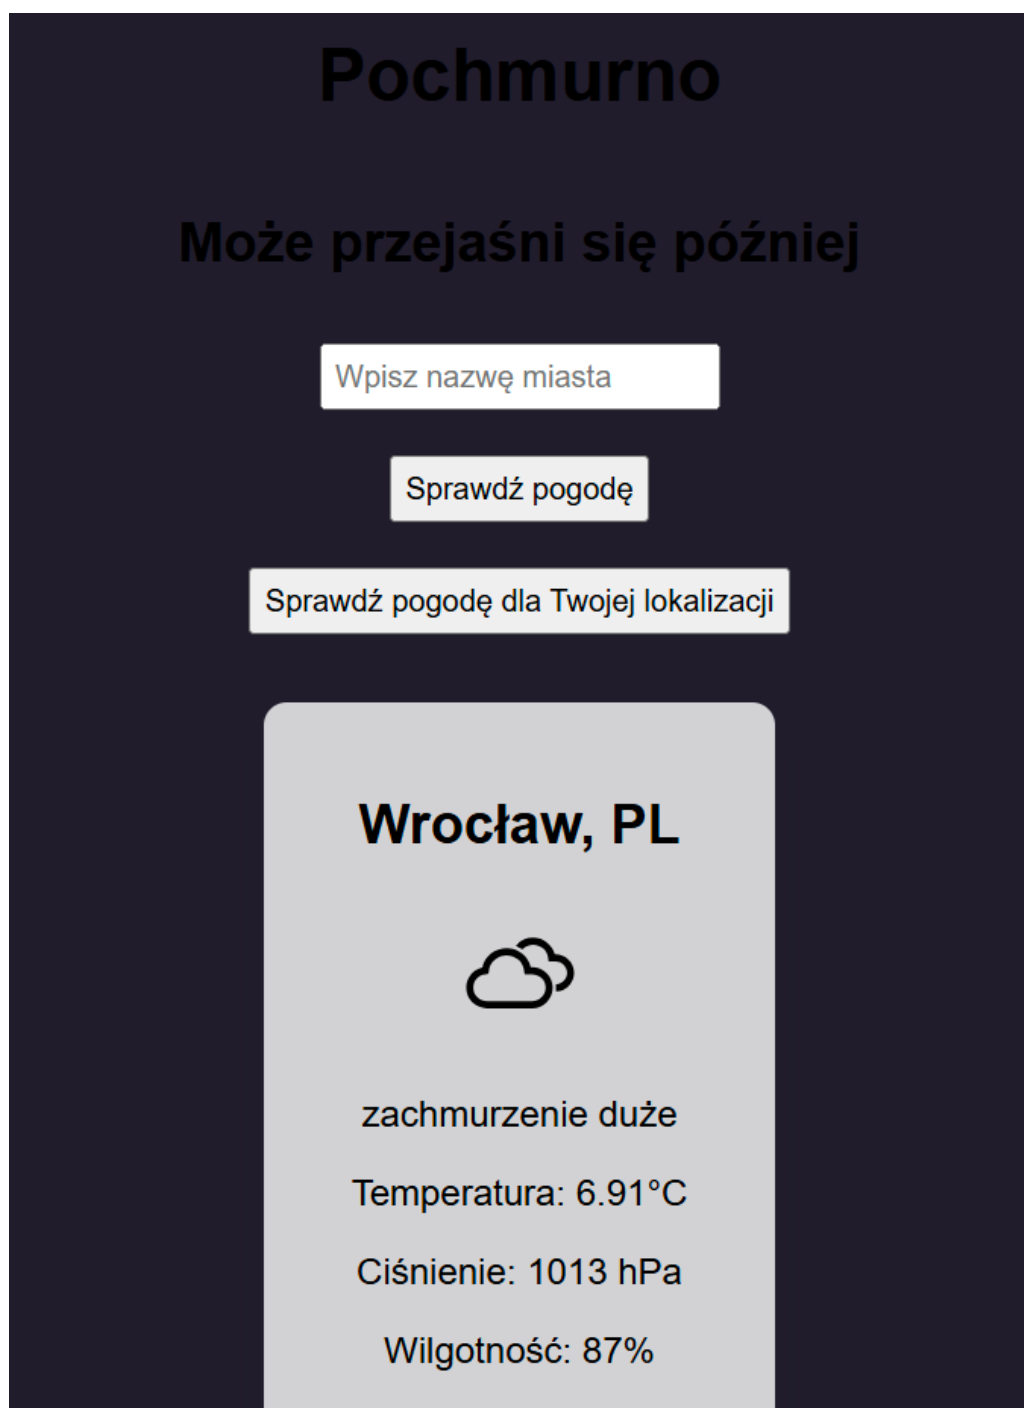 Pochmurno
Może przejaśni się później
Wpisz nazwę miasta
Sprawdź pogodę
Sprawdź pogodę dla Twojej lokalizacji
Wrocław, PL
zachmurzenie duże
Temperatura: 6.91°C
Ciśnienie: 1013 hPa
Wilgotność: 87%